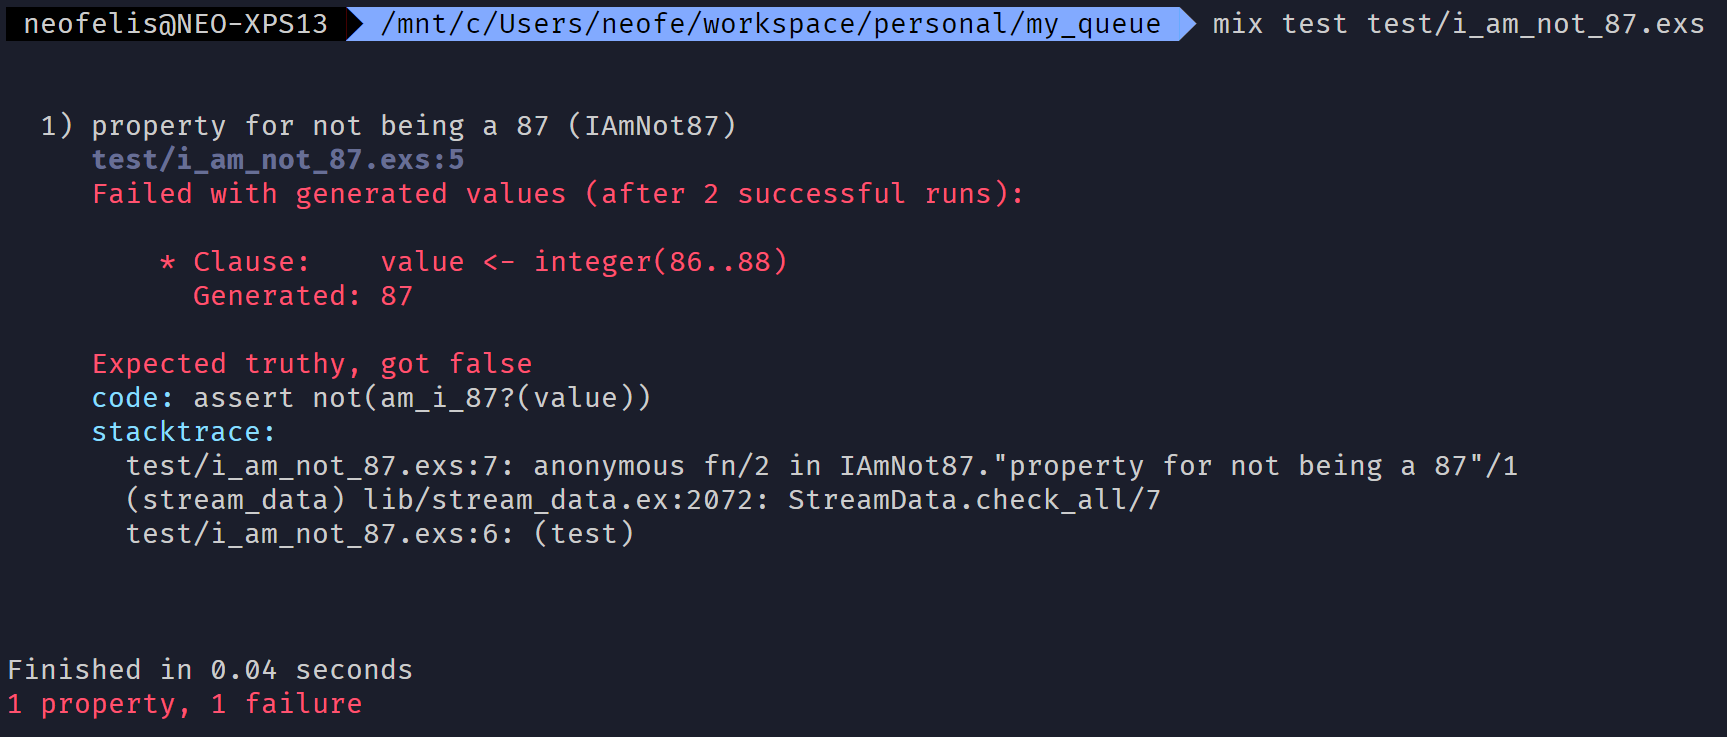 neofelis@NEO-XPS13 /mnt/c/Users/neofe/workspace/personal/my_queue mix test test/i_am_not_87.exs
1) property for not being a 87 (IAmNot87)
test/i_am_not_87.exs:5
Failed with generated values (after 2 successful runs):
* Clause: value <- integer(86..88)
Generated: 87
Expected truthy, got false
code: assert not(am_i_87?(value))
stacktrace:
test/i_am_not_87.exs:7: anonymous fn/2 in IAmNot87."property for not being a 87"/1
(stream_data) lib/stream_data.ex:2072: StreamData.check_all/7
test/i_am_not_87.exs:6: (test)
Finished in 0.04 seconds
1 property, 1 failure